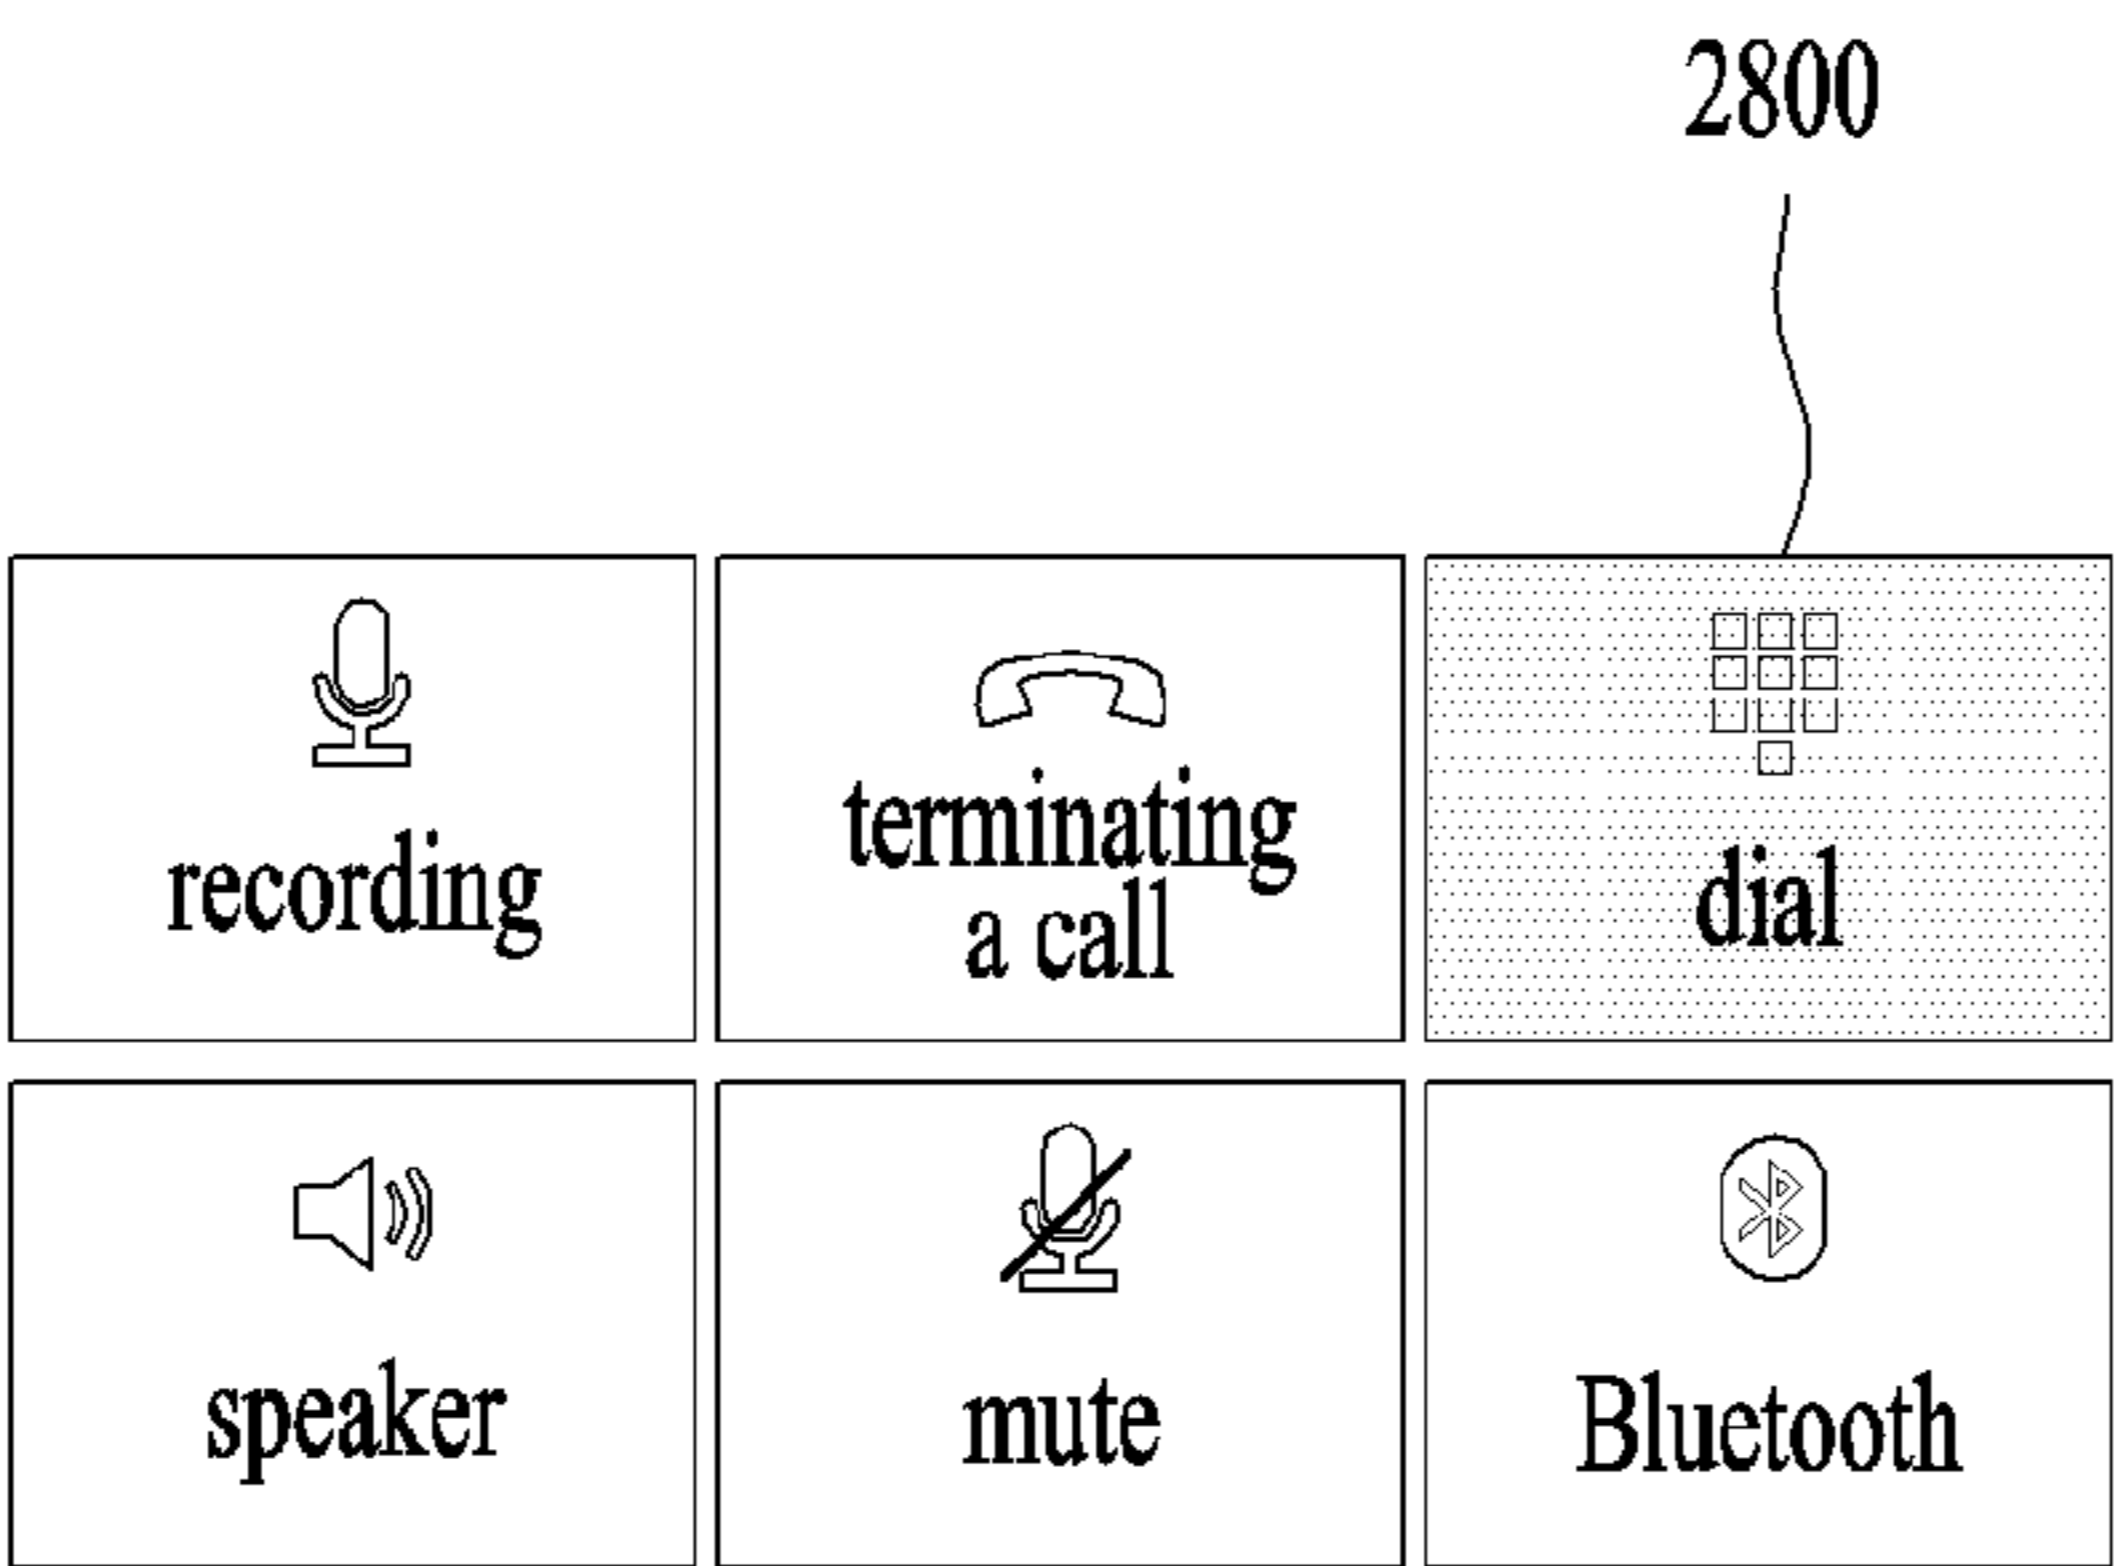 2800
recording
terminating
a call
dial
speaker
mute
Bluetooth